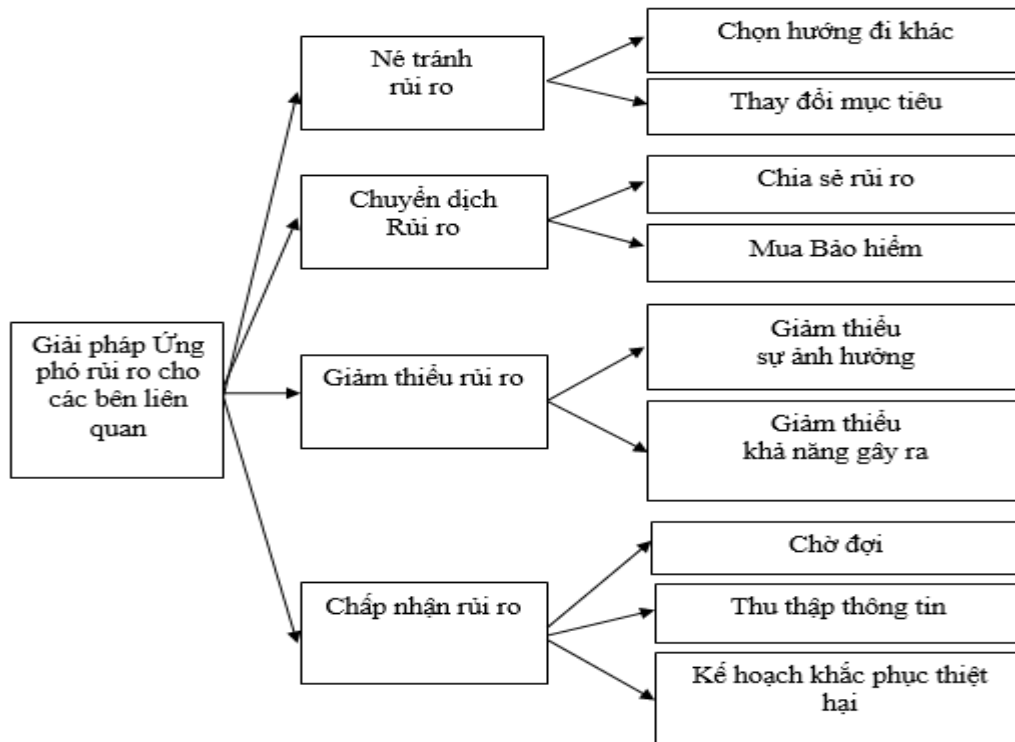 Né tránh
rủi ro
Chọn hướng đi khác
Thay đổi mục tiêu
Chuyển dịch
Rủi ro
Chia sẻ rủi ro
Mua Bảo hiểm
Giải pháp Ứng
phó rủi ro cho
các bên liên
quan
Giảm thiểu rủi ro
Giảm thiểu
sự ảnh hưởng
Giảm thiểu
khả năng gây ra
Chấp nhận rủi ro
Chờ đợi
Thu thập thông tin
Kế hoạch khắc phục thiệt
hại